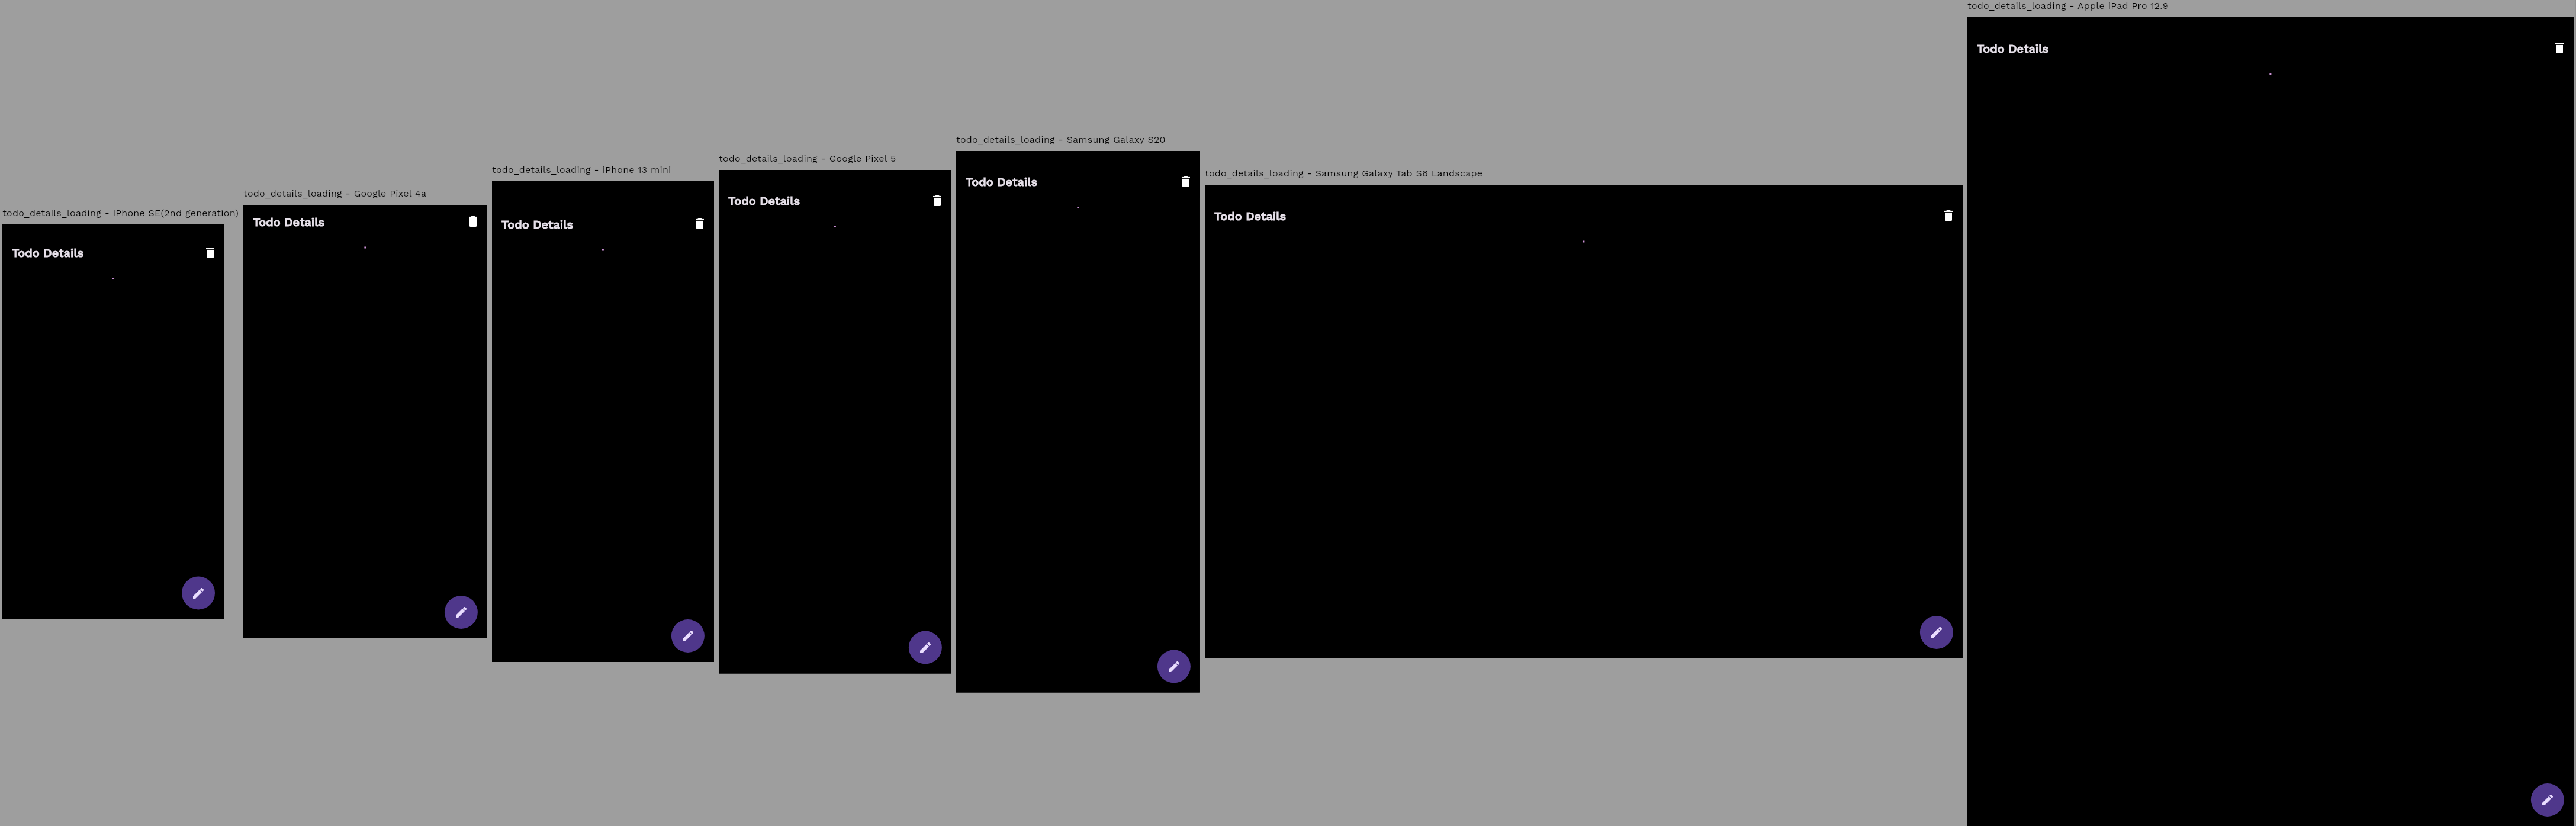 todo_details_loading - iPhone SE(2nd generation)
Todo Details
todo_details_loading - Google Pixel 4a
Todo Details
todo_details_loading - iPhone 13 mini
Todo Details
todo_details_loading - Google Pixel 5
Todo Details
todo_details_loading - Samsung Galaxy S20
Todo Details
todo_details_loading - Samsung Galaxy Tab S6 Landscape
Todo Details
todo_details_loading - Apple iPad Pro 12.9
Todo Details